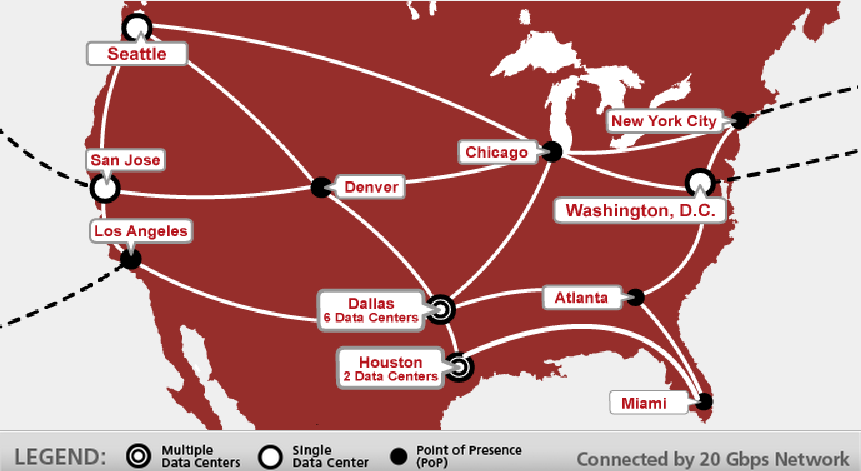 Seattle
New York City
Chicago
San Jose
Denver
Washington, D.C.
Los Angeles
Dallas
6 Data Centers
Atlanta
Houston
2 Data Centers
Miami
LEGEND:
Multiple
Data Centers
Single
Data Center
Point of Presence
(PoP)
Connected by 20 Gbps Network